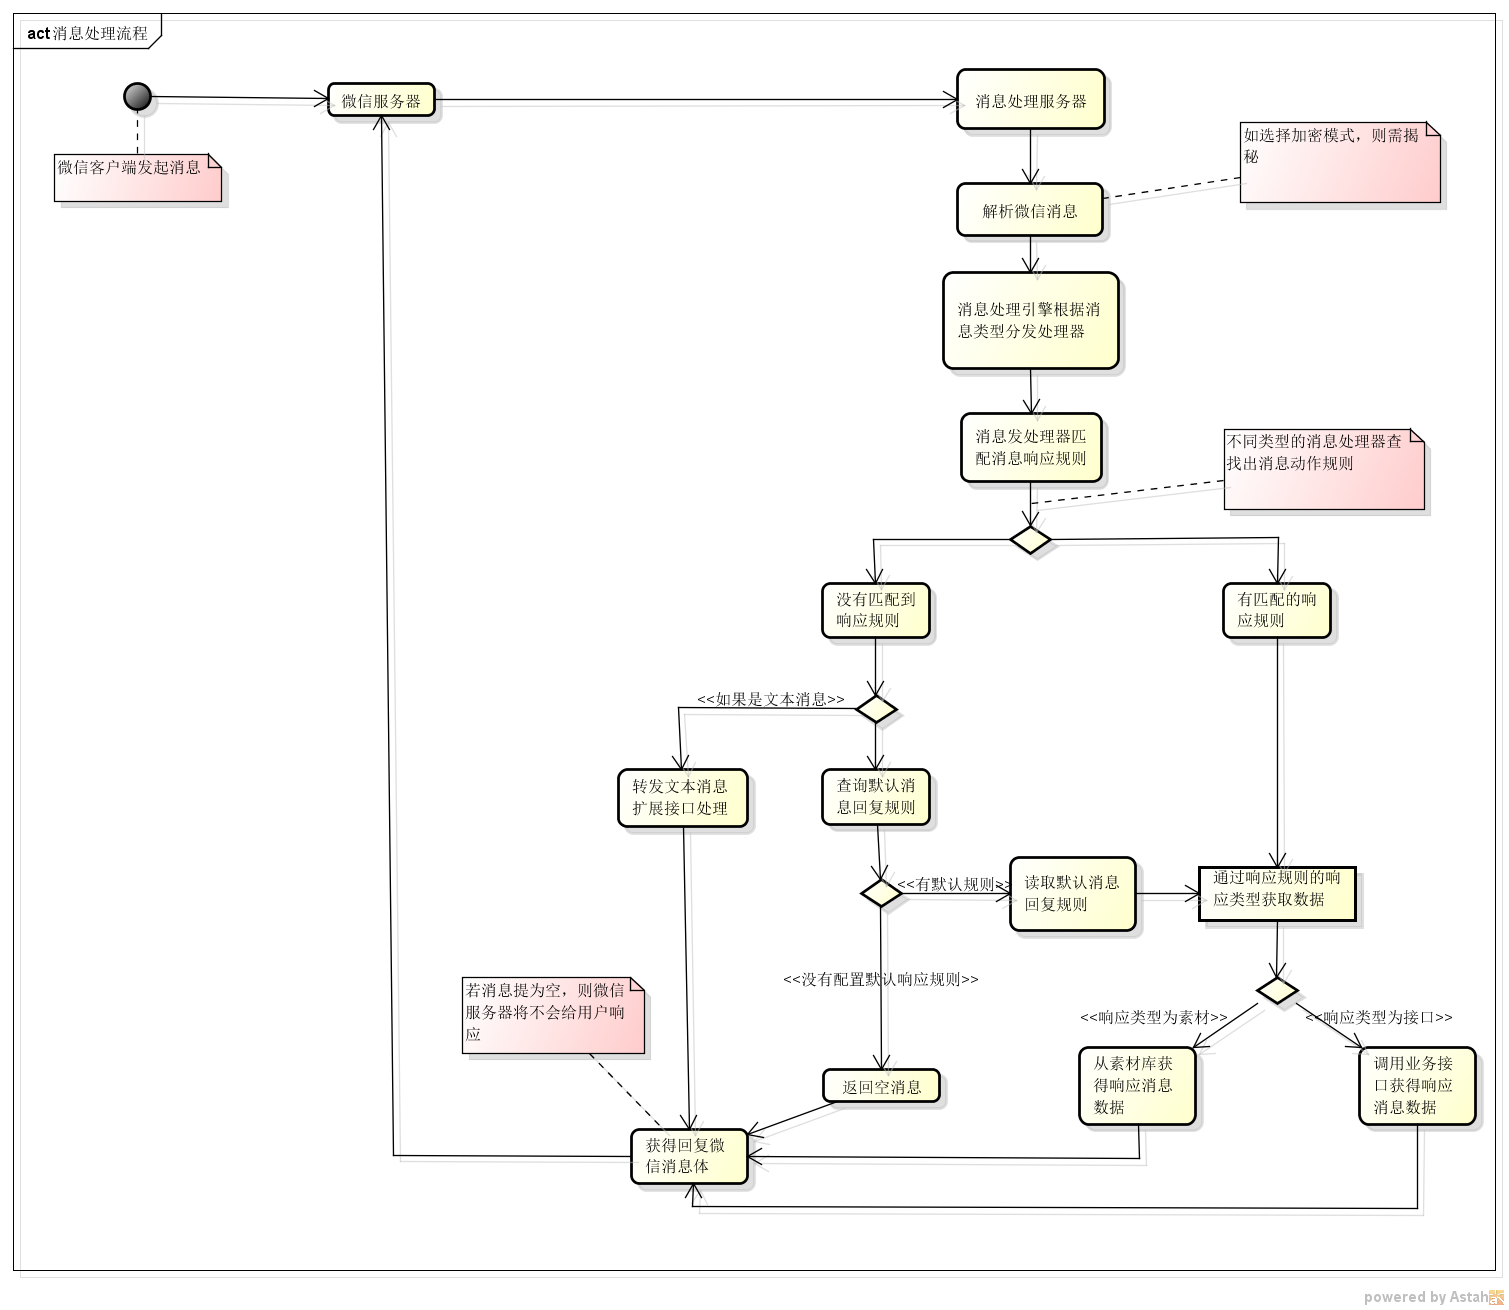 act 消息处理流程
微信服务器
消息处理服务器
微信客户端发起消息
如选择加密模式，则需揭
秘
解析微信消息
消息处理引擎根据消
息类型分发处理器
消息发处理器匹
配消息响应规则
不同类型的消息处理器查
找出消息动作规则
没有匹配到
响应规则
有匹配的响
应规则
<<如果是文本消息>>
转发文本消息
扩展接口处理
查询默认消
息回复规则
<<有默认规则>>
读取默认消息
回复规则
通过响应规则的响
应类型获取数据
<<没有配置默认响应规则>>
若消息提为空，则微信
服务器将不会给用户响
应
<<响应类型为素材>>
<<响应类型为接口>>
从素材库获
得响应消息
数据
调用业务接
口获得响应
消息数据
返回空消息
获得回复微
信消息体
powered by Astah